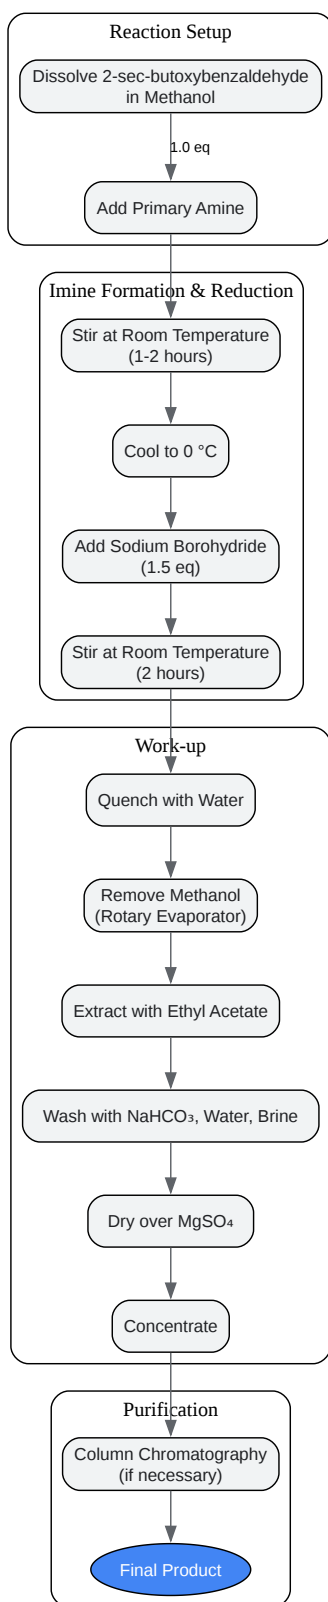 Reaction Setup
Dissolve 2-sec-butoxybenzaldehyde
in Methanol
1.0 eq
Add Primary Amine
Imine Formation & Reduction
Stir at Room Temperature
(1-2 hours)
Cool to 0 °C
Add Sodium Borohydride
(1.5 eq)
Stir at Room Temperature
(2 hours)
Work-up
Quench with Water
Remove Methanol
(Rotary Evaporator)
Extract with Ethyl Acetate
Wash with NaHCO₃, Water, Brine
Dry over MgSO₄
Concentrate
Purification
Column Chromatography
(if necessary)
Final Product